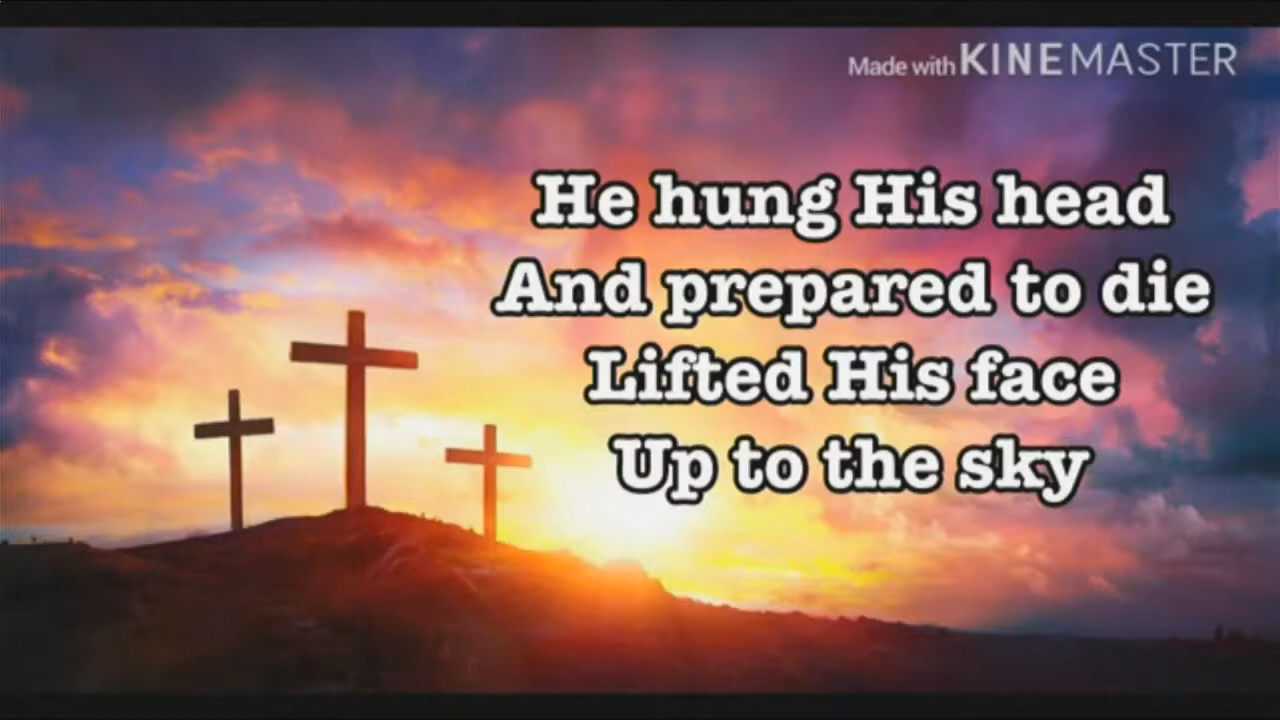 Made with KINEMASTER
He hung His head
And prepared to die
Lifted His face
Up to the sky